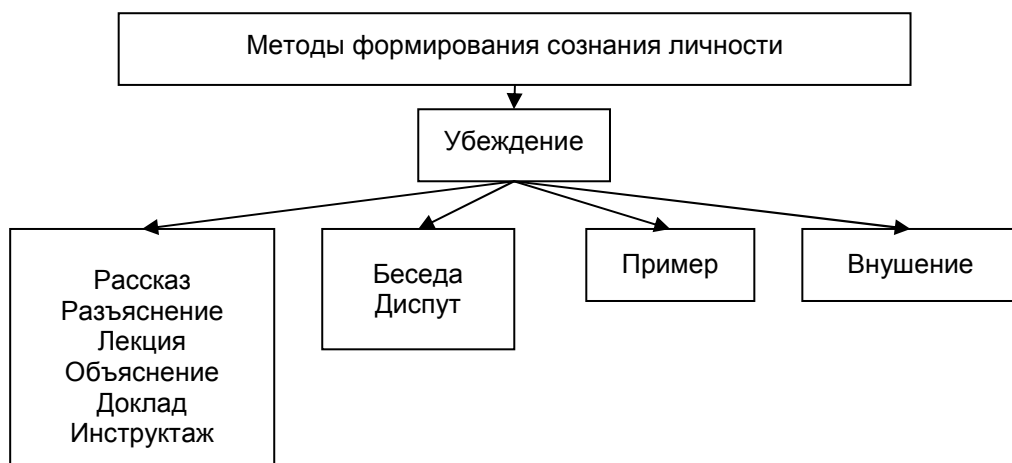 Методы формирования сознания личности
Убеждение
Рассказ
Разъяснение
Лекция
Объяснение
Доклад
Инструктаж
Беседа
Диспут
Пример
Внушение